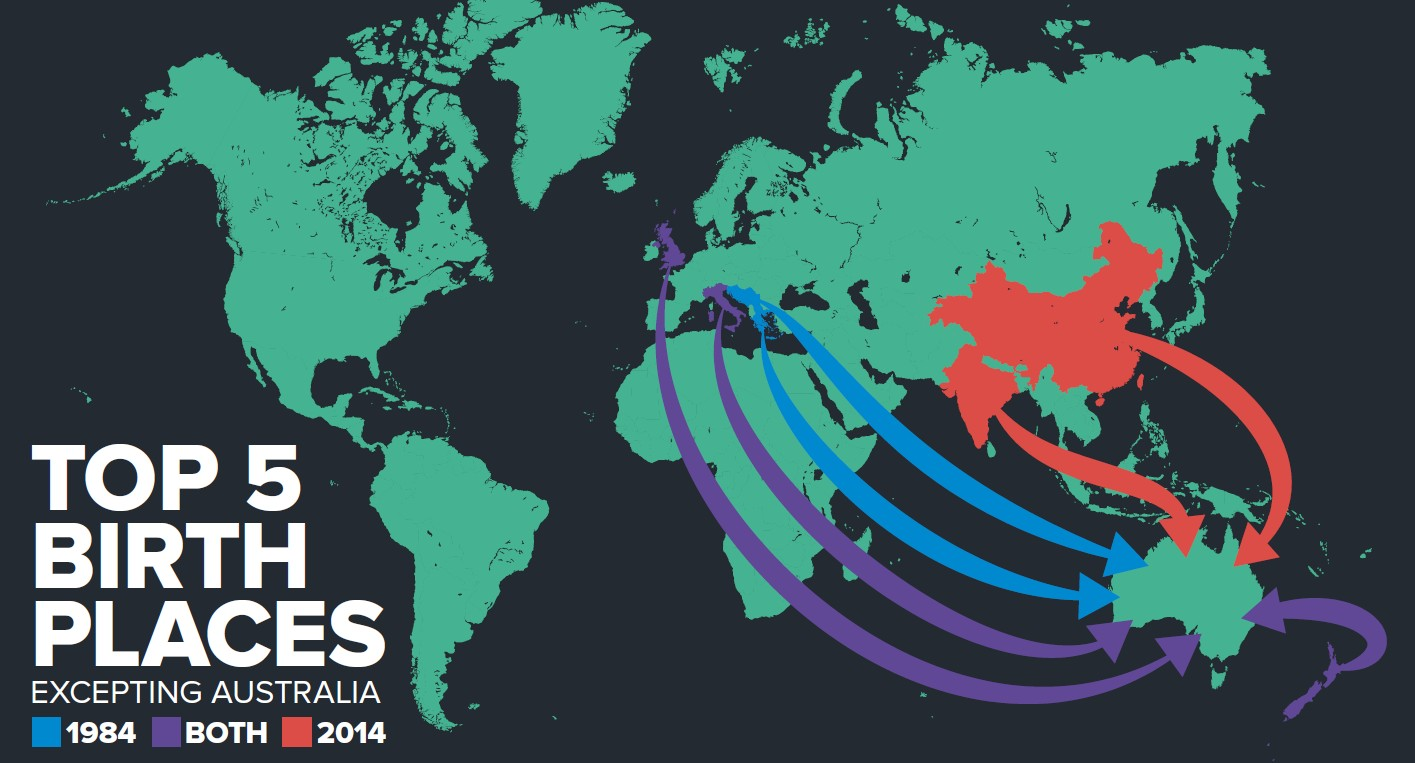 TOP 5
BIRTH
PLACES
EXCEPTING AUSTRALIA
1984 BOTH 2014